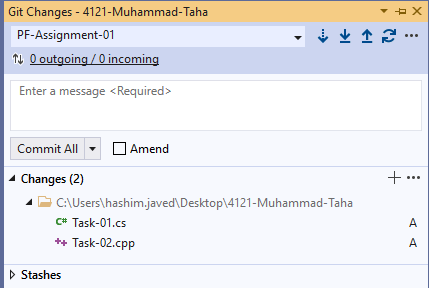 Git Changes - 4121-Muhammad-Taha
PF-Assignment-01
0 outgoing / 0 incoming
Enter a message <Required>
Commit All
Amend
Changes (2)
C:\Users\hashim.javed\Desktop\4121-Muhammad-Taha
C# Task-01.cs A
++ Task-02.cpp A
Stashes